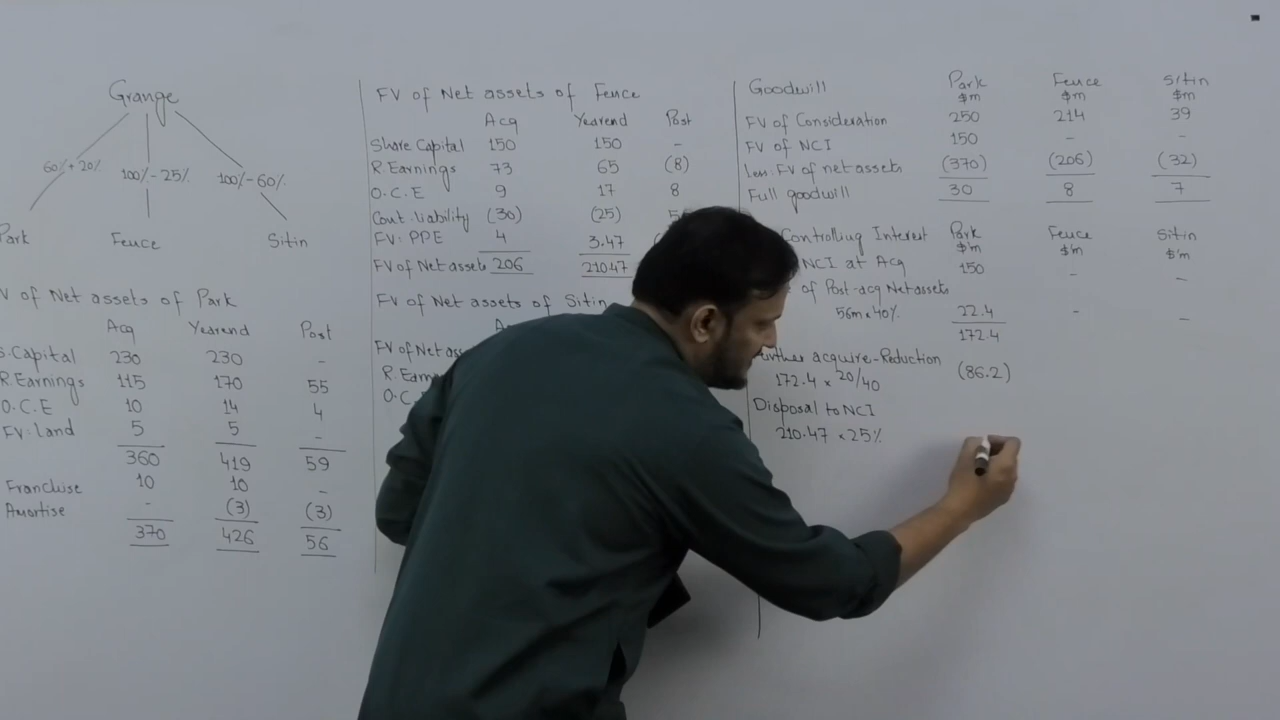 Grange
60%+20%
100%-25%
100%-60%
Park
Fence
Sitin
V of Net assets of Park
Acq Yearend Post
S.Capital 230 230 -
R.Earnings 115 170 55
O.C.E 10 14 4
FV:land 5 5 -
360 419 59
Franchise 10 10 -
Amortise - (3) (3)
370 426 56
FV of Net assets of Fence
Acq Yearend Post
Share Capital 150 150 -
R.Earnings 73 65 (8)
O.C.E 9 17 8
Cont.liability (30) (25)
FV: PPE 4 3.47
FV of Net assets 206 210.47
FV of Net assets of Sitin
FV of Net ass
R.Earn
O.C
Goodwill Park Fence Sitin
$m $m $m
FV of Consideration 250 214 39
FV of NCI 150 - -
less: FV of net assets (370) (206) (32)
Full goodwill 30 8 7
Controlling Interest Park Fence Sitin
$'m $'m $'m
NCI at Acq 150 - -
of Post-acq Net assets
56m x 40% 22.4 - -
172.4
Further acquire-Reduction (86.2)
172.4 x 20/40
Disposal to NCI
210.47 x 25%